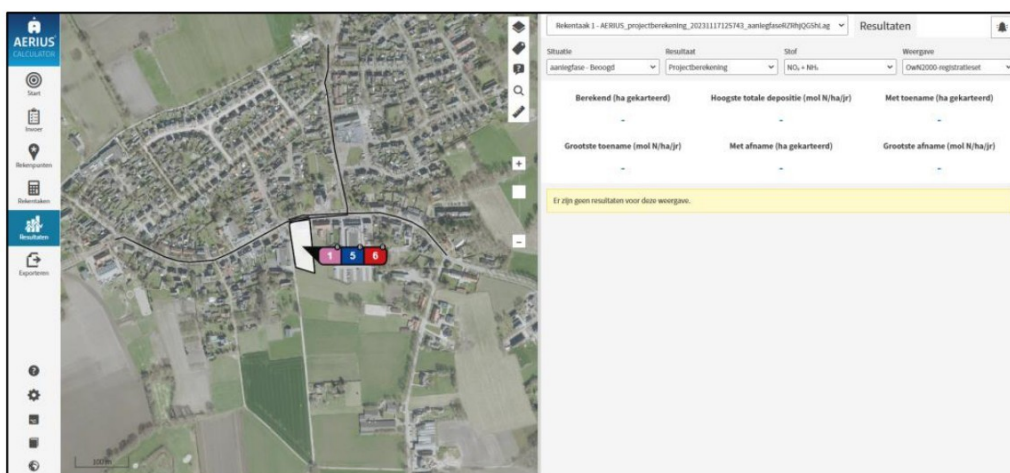 AERIUS®
CALCULATOR
Start
Invoer
Rekenpunten
Rekentaken
Resultaten
Exporteren
1 5 6
100 m
Rekentaak 1 - AERIUS_projectberekening_20231117125743_aanlegfase
Resultaten
Situatie Resultaat Stof Weergave
aanlegfase - Beoogd Projectberekening NOₓ + NH₃ OwN2000-registratieset
Berekend (ha gekarteerd) Hoogste totale depositie (mol N/ha/jr) Met toename (ha gekarteerd)
- - -
Grootste toename (mol N/ha/jr) Met afname (ha gekarteerd) Grootste afname (mol N/ha/jr)
- - -
Er zijn geen resultaten voor deze weergave.